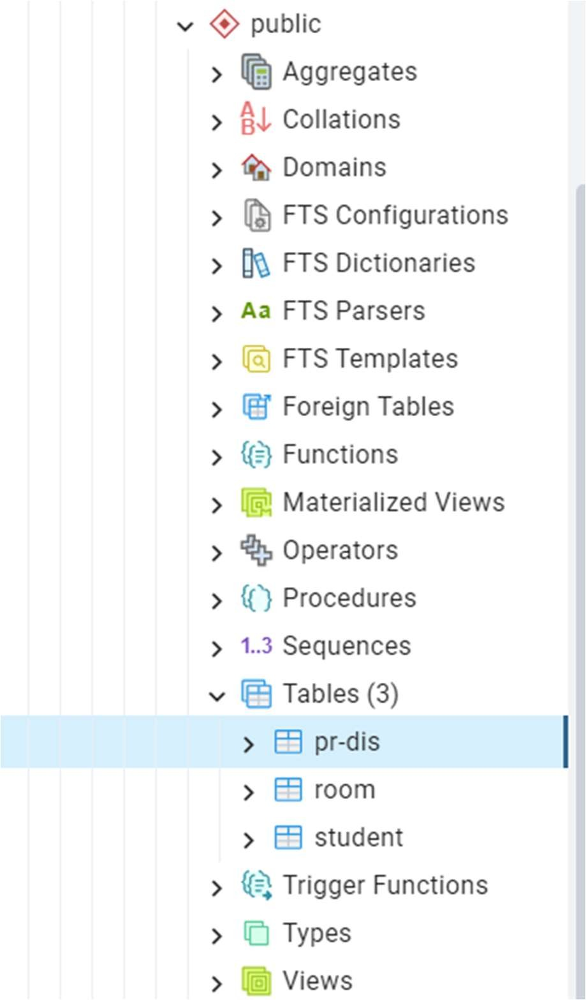 public
Aggregates
A
B Collations
Domains
FTS Configurations
FTS Dictionaries
Aa FTS Parsers
FTS Templates
Foreign Tables
Functions
Materialized Views
Operators
Procedures
1..3 Sequences
Tables (3)
pr-dis
room
student
Trigger Functions
Types
Views